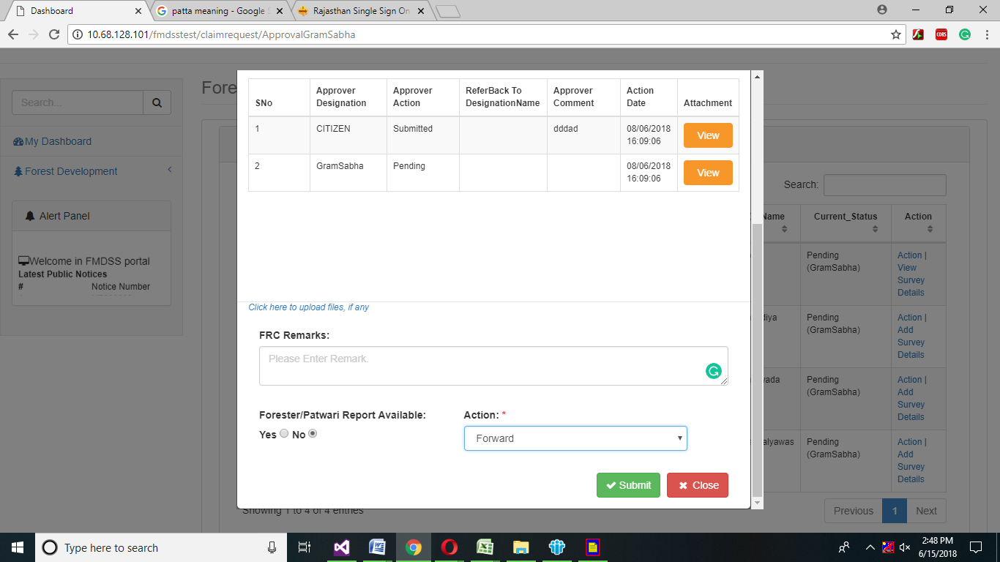 Dashboard
patta meaning - Google S
Rajasthan Single Sign On
10.68.128.101/fmdsstest/claimrequest/ApprovalGramSabha
CORS
Search...
My Dashboard
Forest Development
Alert Panel
Welcome in FMDSS portal
Latest Public Notices
# Notice Number
Fore
SNo
Approver Designation
Approver Action
ReferBack To DesignationName
Approver Comment
Action Date
Attachment
1 CITIZEN Submitted dddad 08/06/2018 16:09:06 View
2 GramSabha Pending 08/06/2018 16:09:06 View
Click here to upload files, if any
FRC Remarks:
Please Enter Remark.
Forester/Patwari Report Available:
Yes No
Action: *
Forward
Submit
Close
Search:
Name Current_Status Action
Pending (GramSabha) Action | View Survey Details
diya Pending (GramSabha) Action | Add Survey Details
vada Pending (GramSabha) Action | Add Survey Details
alyawas Pending (GramSabha) Action | Add Survey Details
Showing 1 to 4 of 4 entries
Previous 1 Next
Type here to search
2:48 PM
6/15/2018